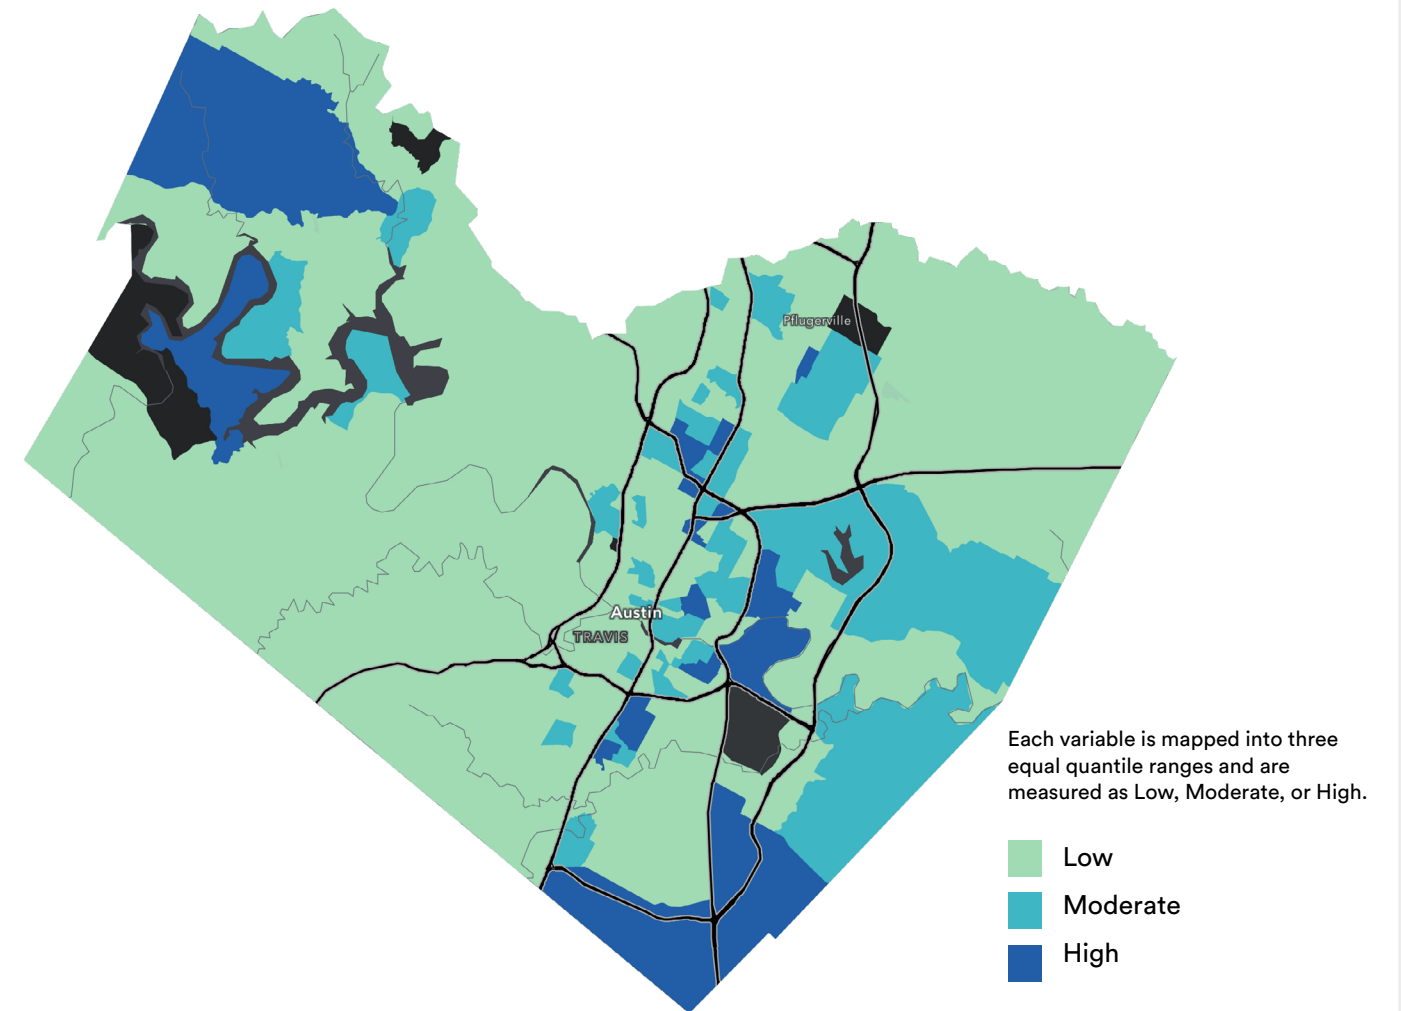 Pflugerville
Austin
TRAVIS
Each variable is mapped into three
equal quantile ranges and are
measured as Low, Moderate, or High.
Low
Moderate
High